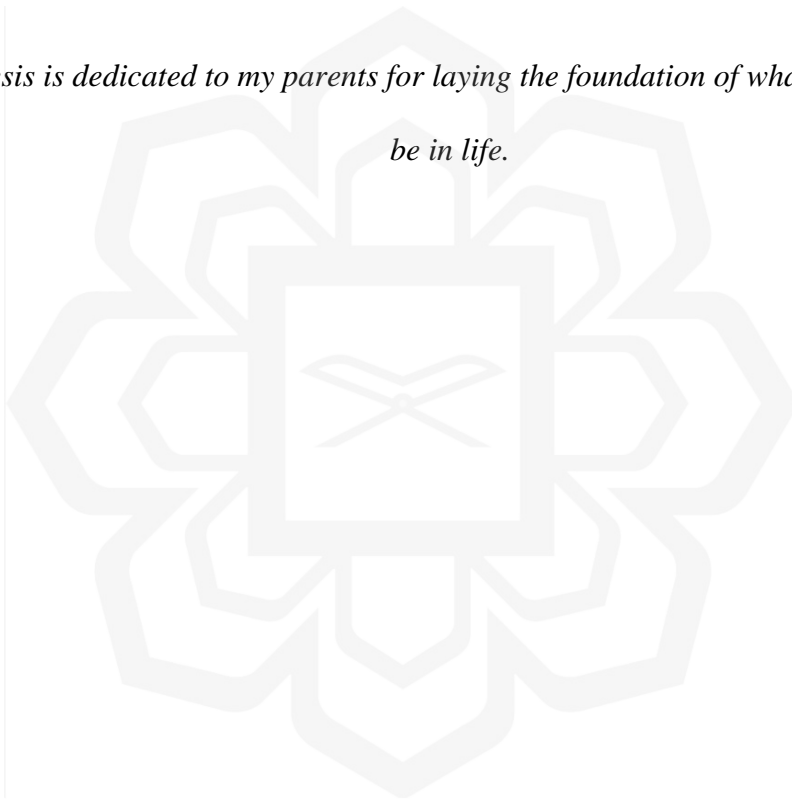 sis is dedicated to my parents for laying the foundation of wha
be in life.